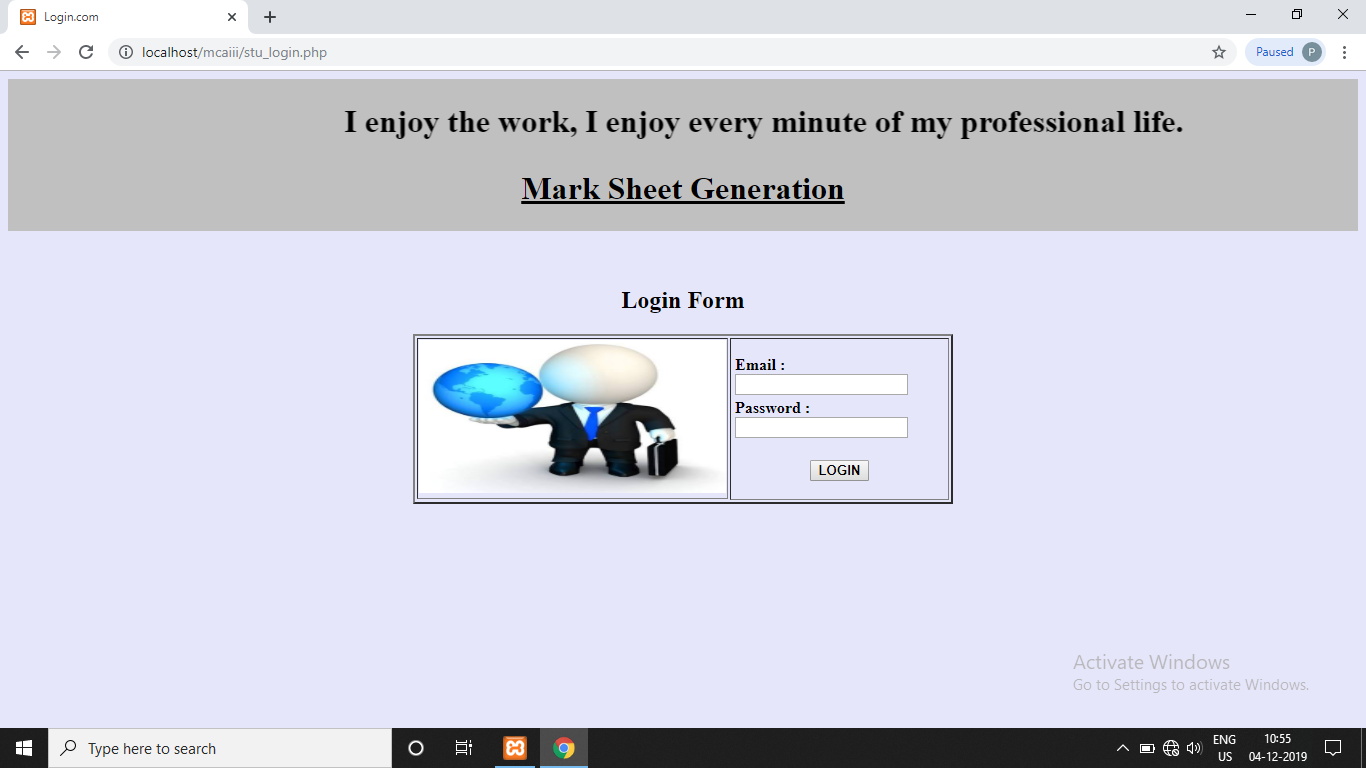 Login.com
localhost/mcaiii/stu_login.php
Paused P
I enjoy the work, I enjoy every minute of my professional life.
Mark Sheet Generation
Login Form
Email :
Password :
LOGIN
Activate Windows
Go to Settings to activate Windows.
Type here to search
ENG
US
10:55
04-12-2019